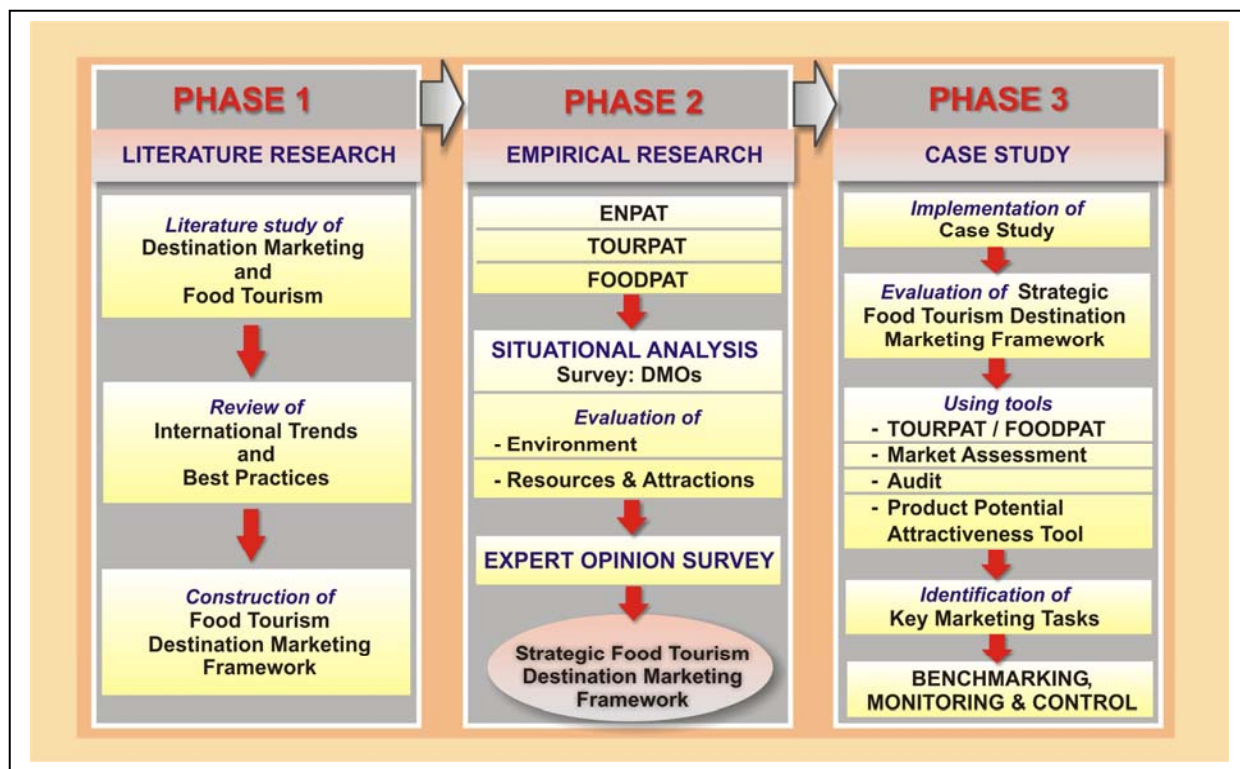 PHASE 1
LITERATURE RESEARCH
Literature study of
Destination Marketing
and
Food Tourism
Review of
International Trends
and
Best Practices
Construction of
Food Tourism
Destination Marketing
Framework
PHASE 2
EMPIRICAL RESEARCH
ENPAT
TOURPAT
FOODPAT
SITUATIONAL ANALYSIS
Survey: DMOs
Evaluation of
- Environment
- Resources & Attractions
EXPERT OPINION SURVEY
Strategic Food Tourism
Destination Marketing
Framework
PHASE 3
CASE STUDY
Implementation of
Case Study
Evaluation of Strategic
Food Tourism Destination
Marketing Framework
Using tools
- TOURPAT / FOODPAT
- Market Assessment
- Audit
- Product Potential
Attractiveness Tool
Identification of
Key Marketing Tasks
BENCHMARKING,
MONITORING & CONTROL